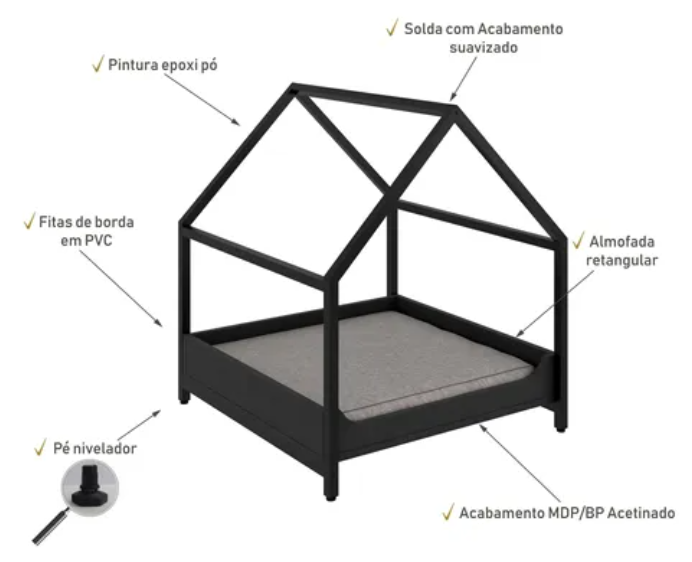 Solda com Acabamento
suavizado
Pintura epoxi pó
Fitas de borda
em PVC
Almofada
retangular
Pé nivelador
Acabamento MDP/BP Acetinado